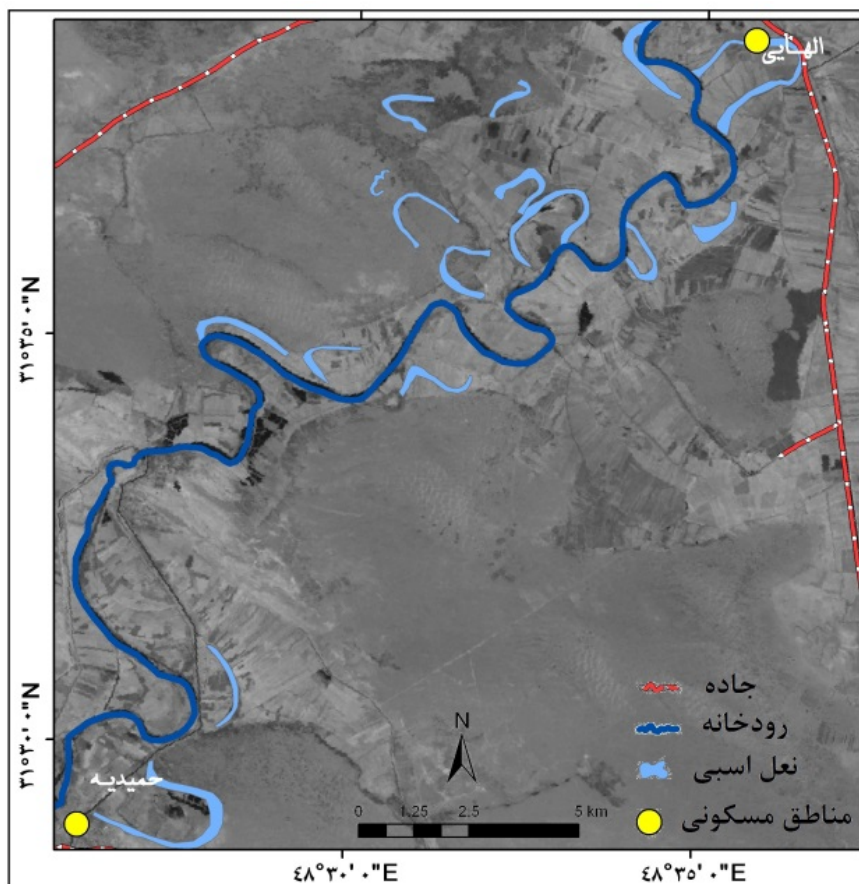 الهایی
۳۱°۳۵'۰"N
۳۱°۳۰'۰"N
حمیدیه
N
0 1.25 2.5 5 km
جاده
رودخانه
نعل اسبی
مناطق مسکونی
۴۸°۳۰'۰"E
۴۸°۳۵'۰"E